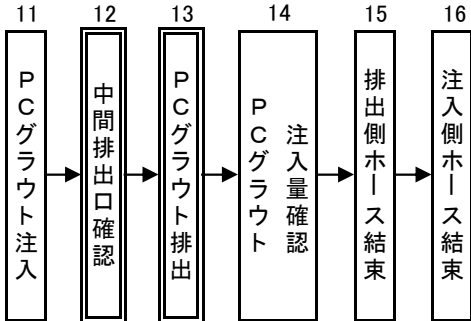 11
12
13
14
15
16
PCグラウト注入
中間排出口確認
PCグラウト排出
PCグラウト
注入量確認
排出側ホース結束
注入側ホース結束